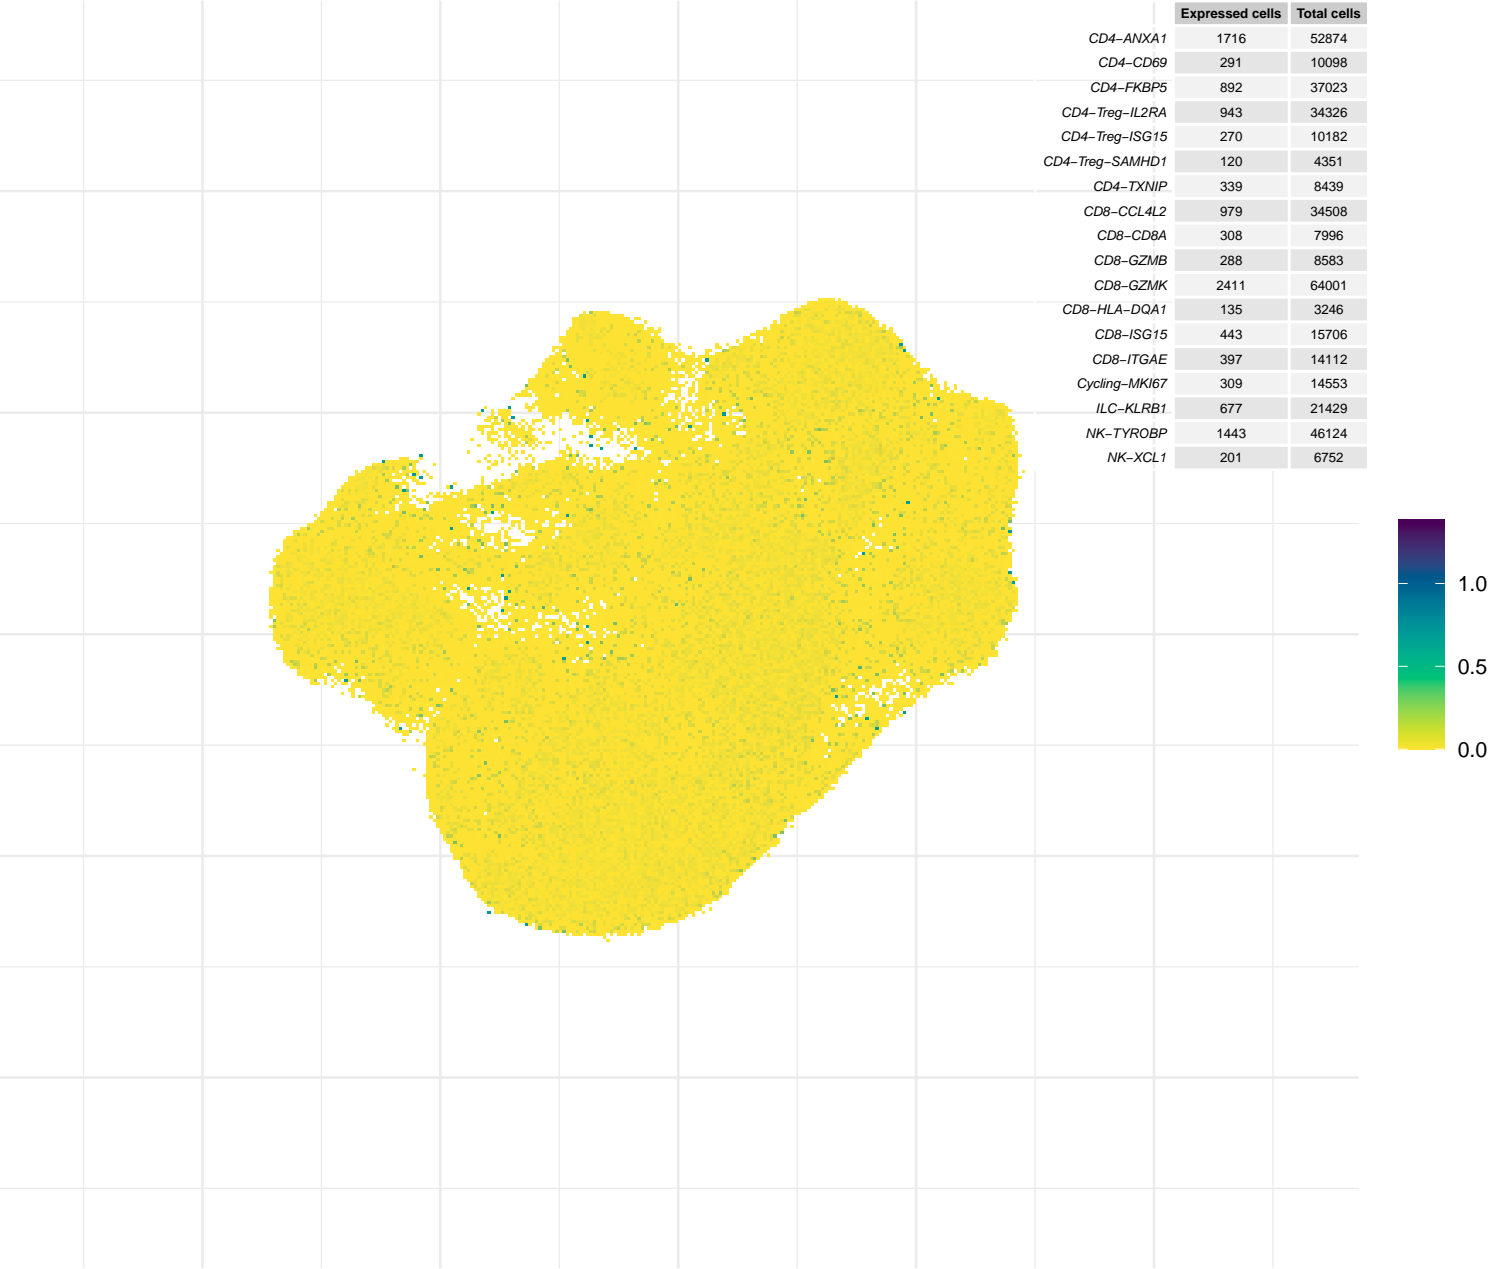 Expressed cells Total cells
CD4−ANXA1 1716 52874
CD4−CD69 291 10098
CD4−FKBP5 892 37023
CD4−Treg−IL2RA 943 34326
CD4−Treg−ISG15 270 10182
CD4−Treg−SAMHD1 120 4351
CD4−TXNIP 339 8439
CD8−CCL4L2 979 34508
CD8−CD8A 308 7996
CD8−GZMB 288 8583
CD8−GZMK 2411 64001
CD8−HLA−DQA1 135 3246
CD8−ISG15 443 15706
CD8−ITGAE 397 14112
Cycling−MKI67 309 14553
ILC−KLRB1 677 21429
NK−TYROBP 1443 46124
NK−XCL1 201 6752
1.0
0.5
0.0